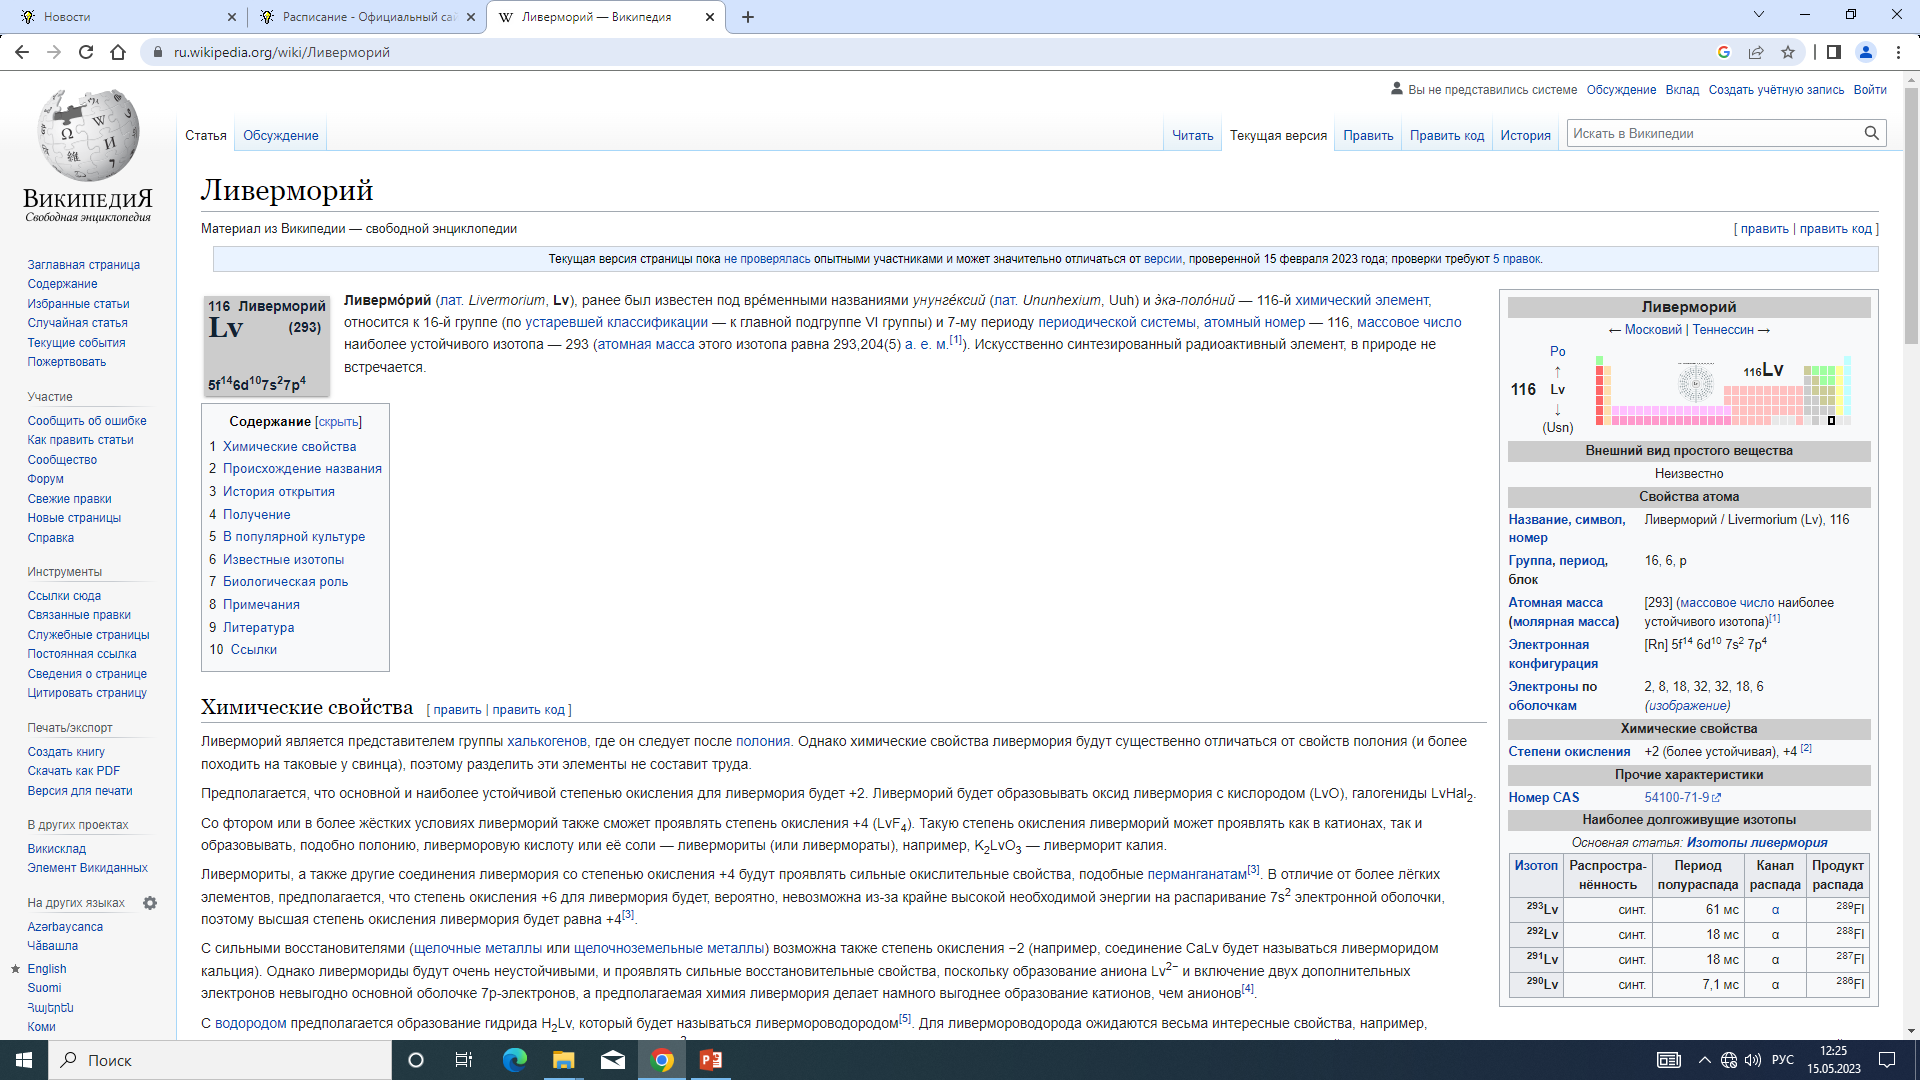 Новости
Расписание - Официальный сай
Ливерморий — Википедия
ru.wikipedia.org/wiki/Ливерморий
Вы не представились системе Обсуждение Вклад Создать учётную запись Войти
Статья Обсуждение Читать Текущая версия Править Править код История Искать в Википедии
ВикипедиЯ
Свободная энциклопедия
Заглавная страница
Содержание
Избранные статьи
Случайная статья
Текущие события
Пожертвовать
Участие
Сообщить об ошибке
Как править статьи
Сообщество
Форум
Свежие правки
Новые страницы
Справка
Инструменты
Ссылки сюда
Связанные правки
Служебные страницы
Постоянная ссылка
Сведения о странице
Цитировать страницу
Печать/экспорт
Создать книгу
Скачать как PDF
Версия для печати
В других проектах
Викисклад
Элемент Викиданных
На других языках
Azərbaycanca
Чӑвашла
English
Suomi
Հայերեն
Коми
Ливерморий
Материал из Википедии — свободной энциклопедии [ править | править код ]
Текущая версия страницы пока не проверялась опытными участниками и может значительно отличаться от версии, проверенной 15 февраля 2023 года; проверки требуют 5 правок.
116 Ливерморий
Lv (293)
5f¹⁴6d¹⁰7s²7p⁴
Ливермо́рий (лат. Livermorium, Lv), ранее был известен под вре́менными названиями унунге́ксий (лат. Ununhexium, Uuh) и э́ка-поло́ний — 116-й химический элемент,
относится к 16-й группе (по устаревшей классификации — к главной подгруппе VI группы) и 7-му периоду периодической системы, атомный номер — 116, массовое число
наиболее устойчивого изотопа — 293 (атомная масса этого изотопа равна 293,204(5) а. е. м.[1]). Искусственно синтезированный радиоактивный элемент, в природе не
встречается.
Содержание [скрыть]
1 Химические свойства
2 Происхождение названия
3 История открытия
4 Получение
5 В популярной культуре
6 Известные изотопы
7 Биологическая роль
8 Примечания
9 Литература
10 Ссылки
Химические свойства [ править | править код ]
Ливерморий является представителем группы халькогенов, где он следует после полония. Однако химические свойства ливермория будут существенно отличаться от свойств полония (и более
походить на таковые у свинца), поэтому разделить эти элементы не составит труда.
Предполагается, что основной и наиболее устойчивой степенью окисления для ливермория будет +2. Ливерморий будет образовывать оксид ливермория с кислородом (LvO), галогениды LvHal₂.
Со фтором или в более жёстких условиях ливерморий также сможет проявлять степень окисления +4 (LvF₄). Такую степень окисления ливерморий может проявлять как в катионах, так и
образовывать, подобно полонию, ливерморовую кислоту или её соли — ливермориты (или ливермораты), например, K₂LvO₃ — ливерморит калия.
Ливермориты, а также другие соединения ливермория со степенью окисления +4 будут проявлять сильные окислительные свойства, подобные перманганатам[3]. В отличие от более лёгких
элементов, предполагается, что степень окисления +6 для ливермория будет, вероятно, невозможна из-за крайне высокой необходимой энергии на распаривание 7s² электронной оболочки,
поэтому высшая степень окисления ливермория будет равна +4[3].
С сильными восстановителями (щелочные металлы или щелочноземельные металлы) возможна также степень окисления −2 (например, соединение CaLv будет называться ливерморидом
кальция). Однако ливермориды будут очень неустойчивыми, и проявлять сильные восстановительные свойства, поскольку образование аниона Lv²⁻ и включение двух дополнительных
электронов невыгодно основной оболочке 7p-электронов, а предполагаемая химия ливермория делает намного выгоднее образование катионов, чем анионов[4].
С водородом предполагается образование гидрида H₂Lv, который будет называться ливермороводородом[5]. Для ливермороводорода ожидаются весьма интересные свойства, например,
Ливерморий
← Московий | Теннессин →
Po
↑
116 Lv
↓
(Usn)
₁₁₆Lv
Внешний вид простого вещества
Неизвестно
Свойства атома
Название, символ, номер Ливерморий / Livermorium (Lv), 116
Группа, период, блок 16, 6, p
Атомная масса (молярная масса) [293] (массовое число наиболее устойчивого изотопа)[1]
Электронная конфигурация [Rn] 5f¹⁴ 6d¹⁰ 7s² 7p⁴
Электроны по оболочкам 2, 8, 18, 32, 32, 18, 6 (изображение)
Химические свойства
Степени окисления +2 (более устойчивая), +4 [2]
Прочие характеристики
Номер CAS 54100-71-9
Наиболее долгоживущие изотопы
Основная статья: Изотопы ливермория
Изотоп Распростра-нённость Период полураспада Канал распада Продукт распада
²⁹³Lv синт. 61 мс α ²⁸⁹Fl
²⁹²Lv синт. 18 мс α ²⁸⁸Fl
²⁹¹Lv синт. 18 мс α ²⁸⁷Fl
²⁹⁰Lv синт. 7,1 мс α ²⁸⁶Fl
Поиск
РУС
12:25
15.05.2023